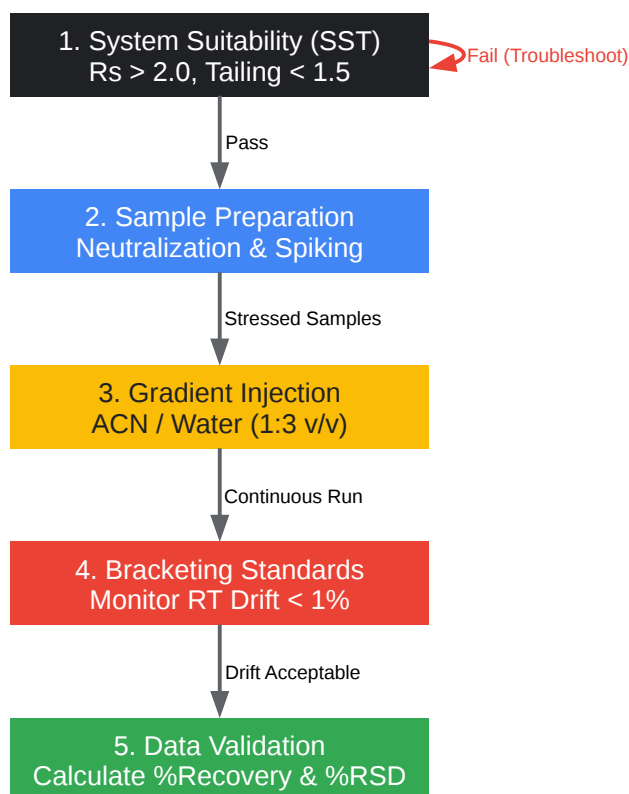 1. System Suitability (SST)
Rs > 2.0, Tailing < 1.5
Fail (Troubleshoot)
Pass
2. Sample Preparation
Neutralization & Spiking
Stressed Samples
3. Gradient Injection
ACN / Water (1:3 v/v)
Continuous Run
4. Bracketing Standards
Monitor RT Drift < 1%
Drift Acceptable
5. Data Validation
Calculate %Recovery & %RSD